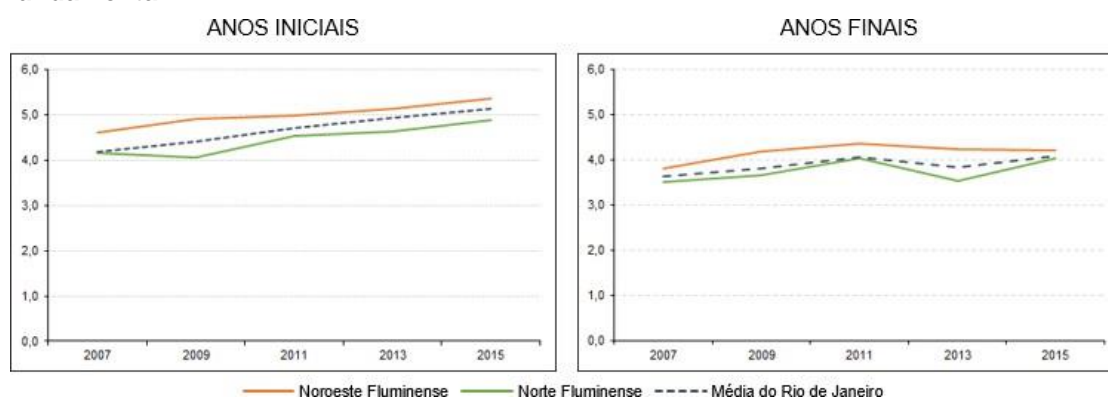 ANOS INICIAIS
ANOS FINAIS
6,0
5,0
4,0
3,0
2,0
1,0
0,0
2007 2009 2011 2013 2015
6,0
5,0
4,0
3,0
2,0
1,0
0,0
2007 2009 2011 2013 2015
Noroeste Fluminense Norte Fluminense Média do Rio de Janeiro